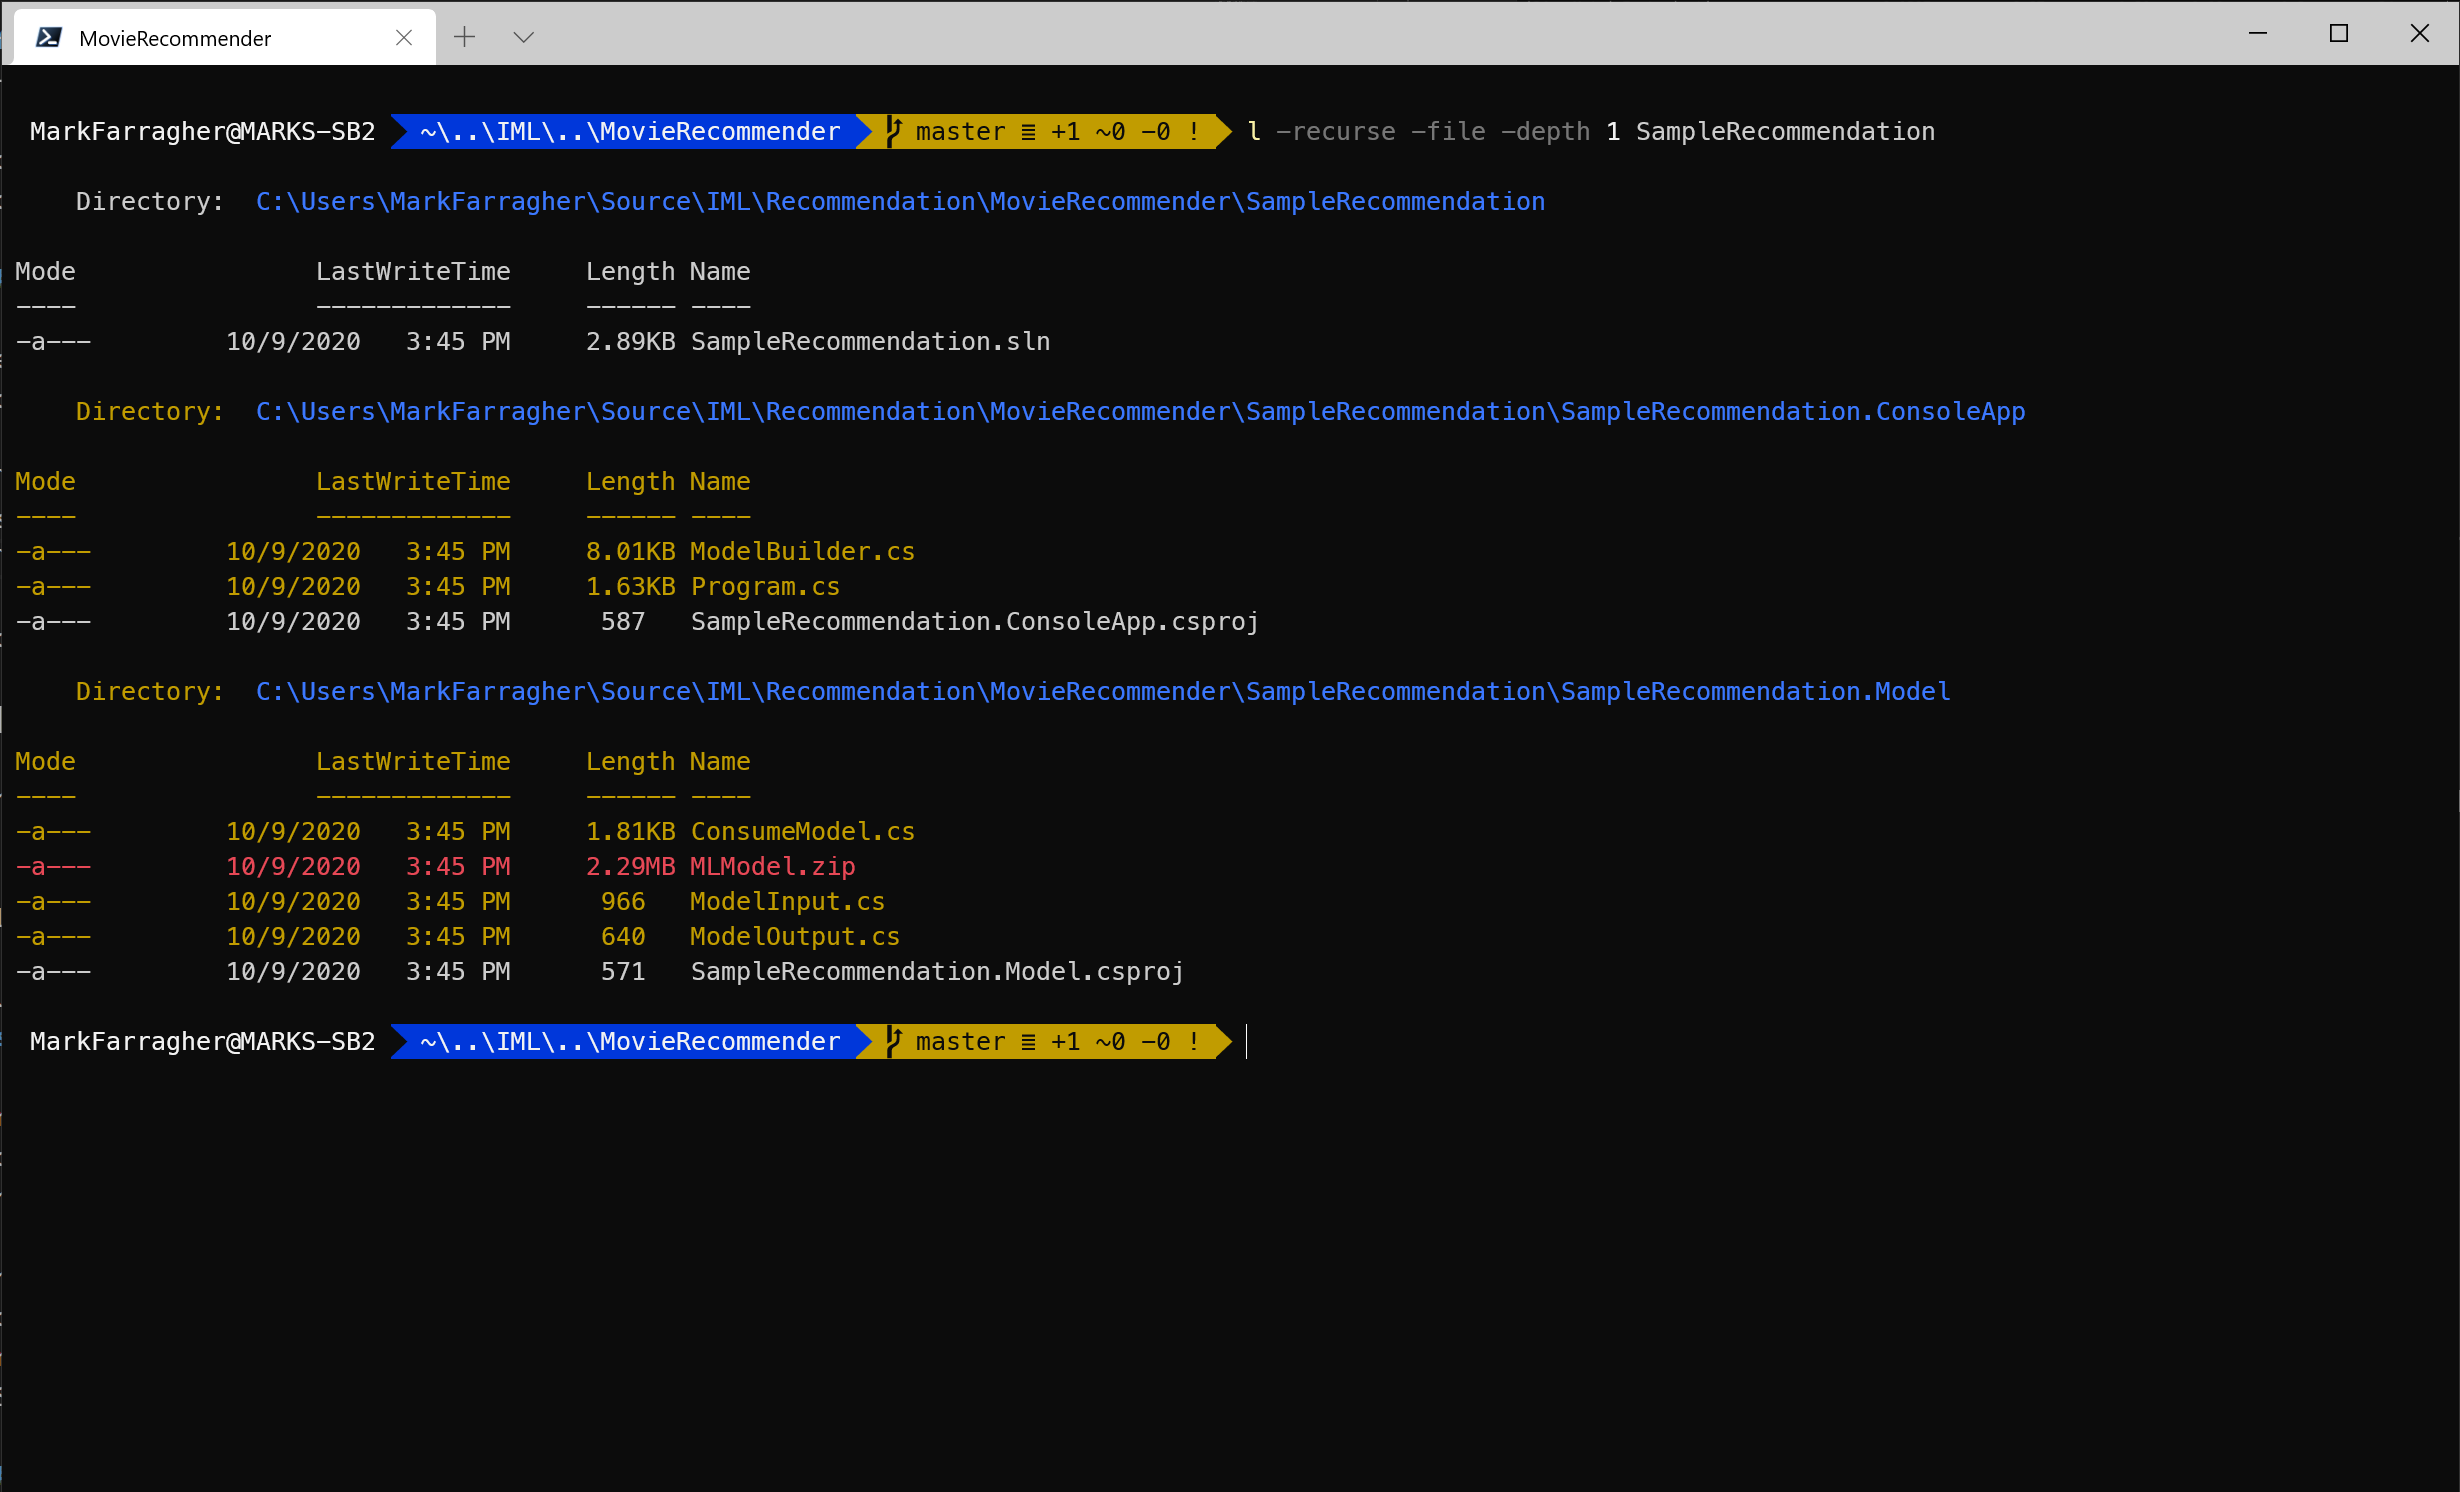 MovieRecommender
MarkFarragher@MARKS-SB2 ~\..\IML\..\MovieRecommender master ≡ +1 ~0 -0 ! l -recurse -file -depth 1 SampleRecommendation
Directory: C:\Users\MarkFarragher\Source\IML\Recommendation\MovieRecommender\SampleRecommendation
Mode LastWriteTime Length Name
---- ------------- ------ ----
-a--- 10/9/2020 3:45 PM 2.89KB SampleRecommendation.sln
Directory: C:\Users\MarkFarragher\Source\IML\Recommendation\MovieRecommender\SampleRecommendation\SampleRecommendation.ConsoleApp
Mode LastWriteTime Length Name
---- ------------- ------ ----
-a--- 10/9/2020 3:45 PM 8.01KB ModelBuilder.cs
-a--- 10/9/2020 3:45 PM 1.63KB Program.cs
-a--- 10/9/2020 3:45 PM 587 SampleRecommendation.ConsoleApp.csproj
Directory: C:\Users\MarkFarragher\Source\IML\Recommendation\MovieRecommender\SampleRecommendation\SampleRecommendation.Model
Mode LastWriteTime Length Name
---- ------------- ------ ----
-a--- 10/9/2020 3:45 PM 1.81KB ConsumeModel.cs
-a--- 10/9/2020 3:45 PM 2.29MB MLModel.zip
-a--- 10/9/2020 3:45 PM 966 ModelInput.cs
-a--- 10/9/2020 3:45 PM 640 ModelOutput.cs
-a--- 10/9/2020 3:45 PM 571 SampleRecommendation.Model.csproj
MarkFarragher@MARKS-SB2 ~\..\IML\..\MovieRecommender master ≡ +1 ~0 -0 !